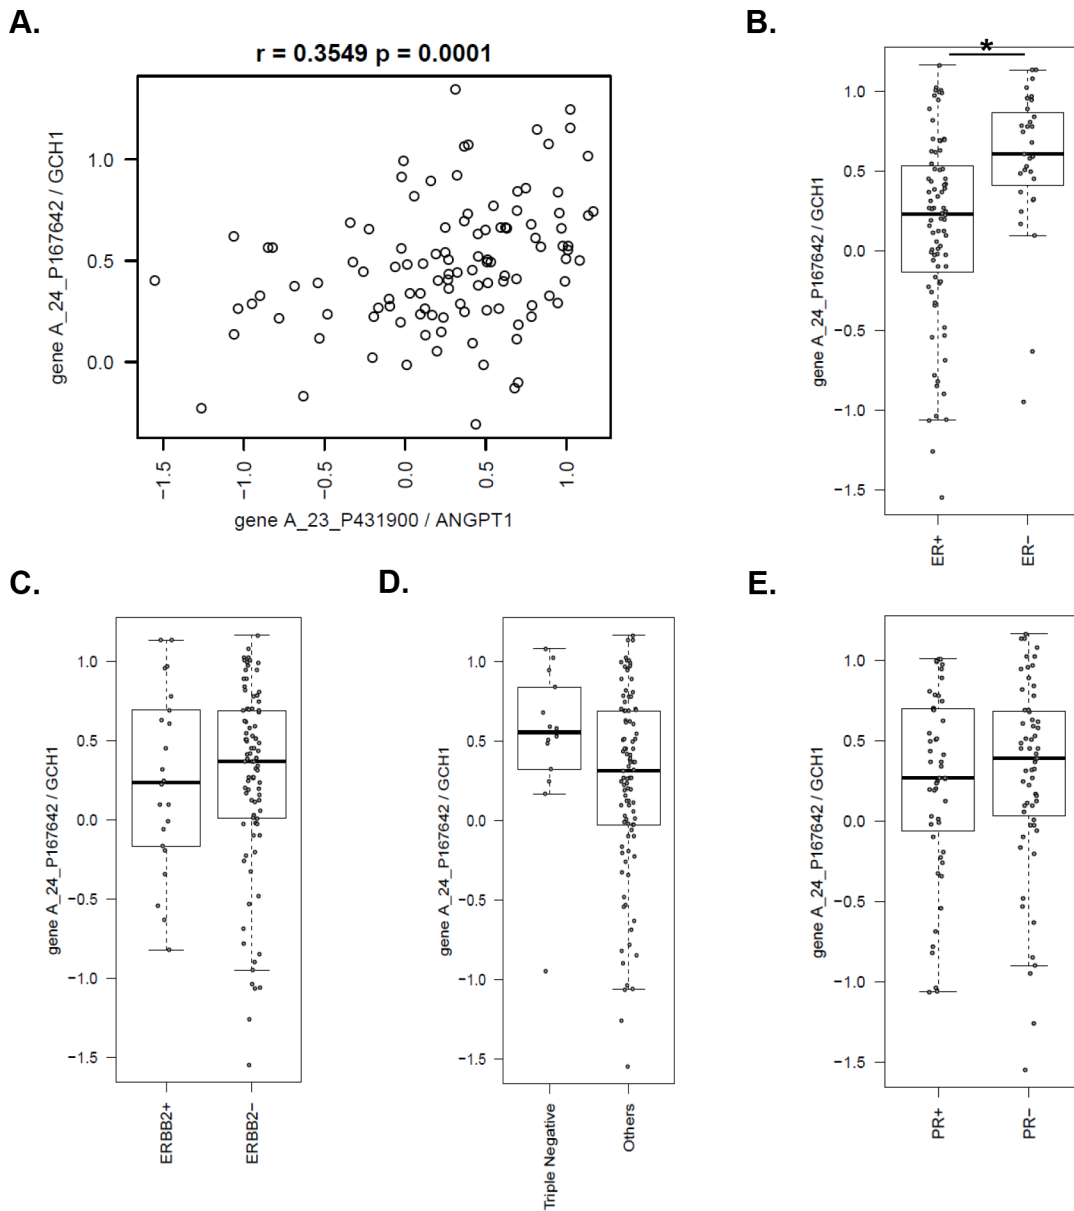 A.
r = 0.3549 p = 0.0001
gene A_24_P167642 / GCH1
1.0
0.5
0.0
−1.5
−1.0
−0.5
0.0
0.5
1.0
gene A_23_P431900 / ANGPT1
B.
*
gene A_24_P167642 / GCH1
1.0
0.5
0.0
−0.5
−1.0
−1.5
ER+
ER−
C.
gene A_24_P167642 / GCH1
1.0
0.5
0.0
−0.5
−1.0
−1.5
ERBB2+
ERBB2−
D.
gene A_24_P167642 / GCH1
1.0
0.5
0.0
−0.5
−1.0
−1.5
Triple Negative
Others
E.
gene A_24_P167642 / GCH1
1.0
0.5
0.0
−0.5
−1.0
−1.5
PR+
PR−